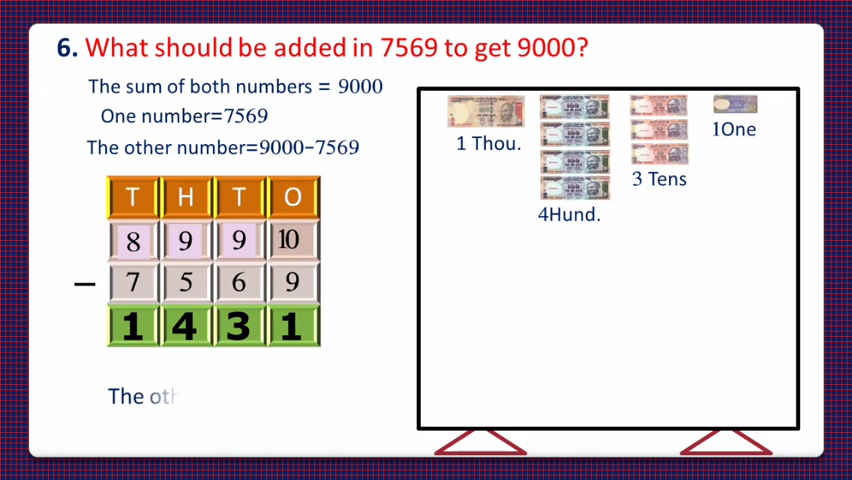 6. What should be added in 7569 to get 9000?
The sum of both numbers = 9000
One number=7569
The other number=9000-7569
T H T O
8 9 9 10
- 7 5 6 9
1 4 3 1
The oth
1 Thou.
4Hund.
3 Tens
1One